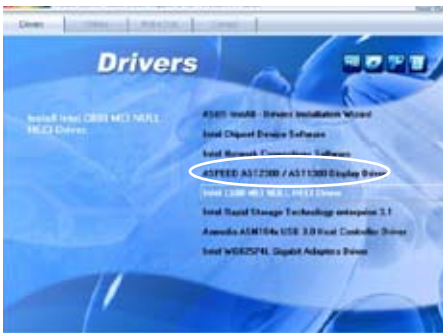 Drivers
Drivers
Install Intel C600 MEI NULL
HECI Driver.
ASUS InstAll - Drivers Installation Wizard
Intel Chipset Device Software
Intel Network Connections Software
ASPEED AST2300 / AST1300 Display Driver
Intel C600 MEI NULL HECI Driver
Intel Rapid Storage Technology enterprise 3.1
Asmedia ASM104x USB 3.0 Host Controller Driver
Intel WG82574L Gigabit Adapters Driver